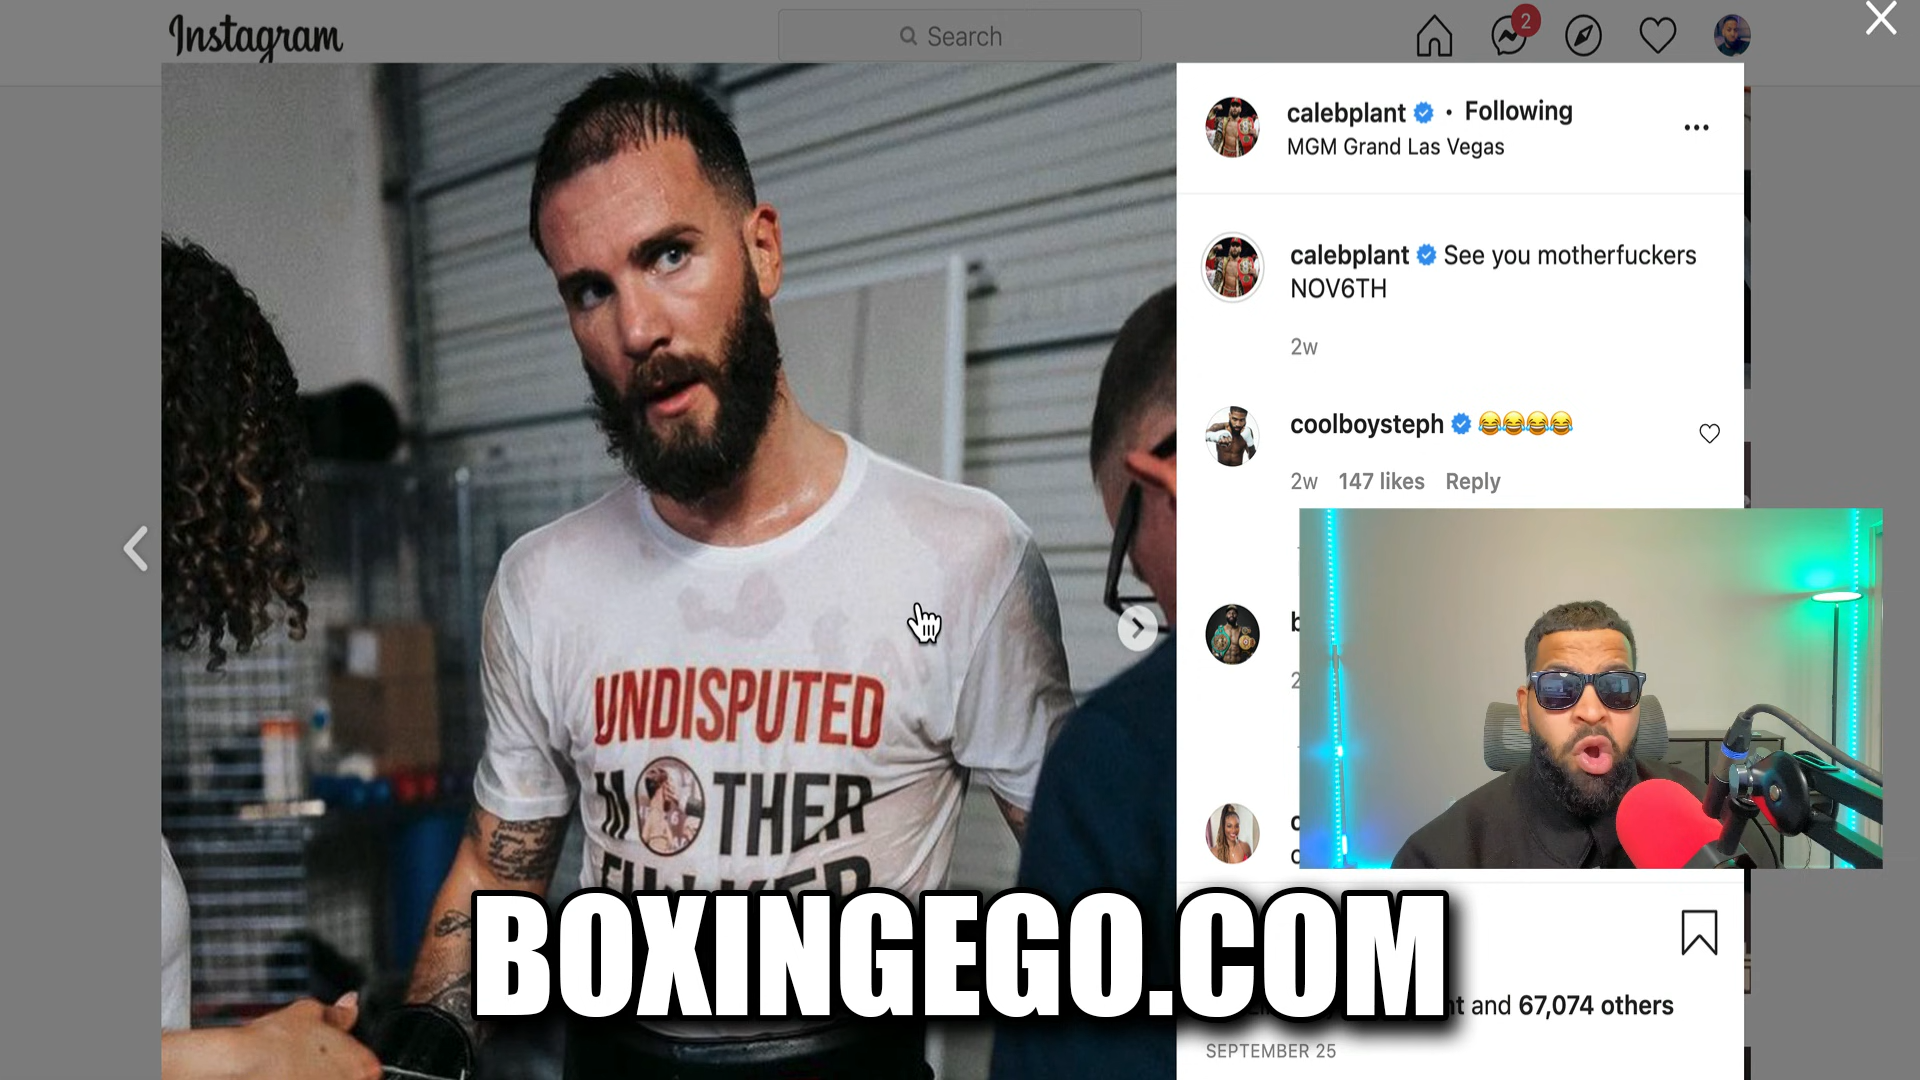 Instagram
Search
2
calebplant • Following
MGM Grand Las Vegas
calebplant See you motherfuckers
NOV6TH
2w
coolboysteph 😂😂😂😂
2w 147 likes Reply
UNDISPUTED
M THER
BOXINGEGO.COM
and 67,074 others
SEPTEMBER 25